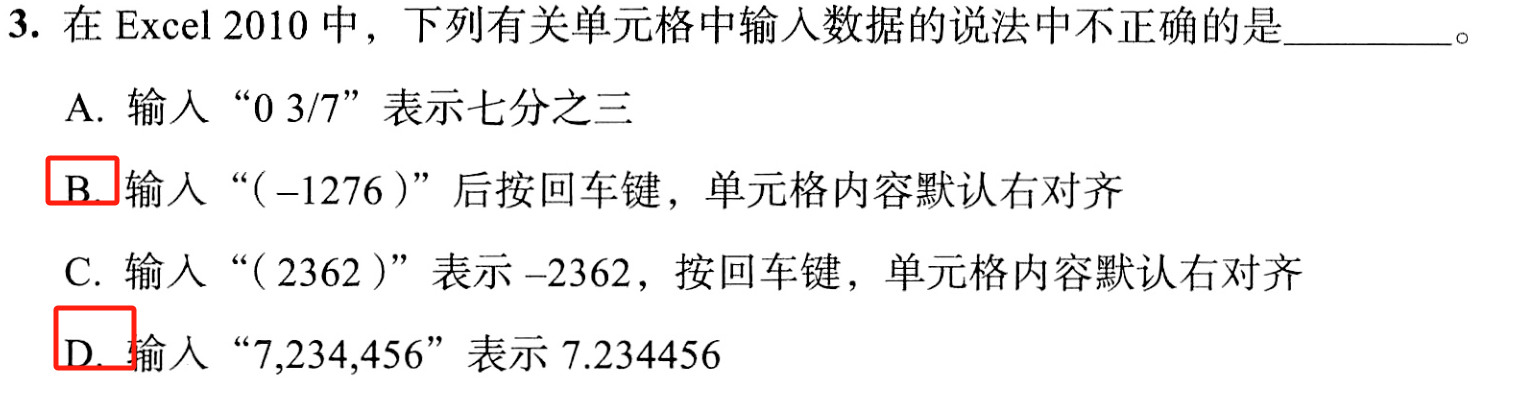 3. 在 Excel 2010 中，下列有关单元格中输入数据的说法中不正确的是________。
A. 输入“0 3/7”表示七分之三
B. 输入“( –1276 )”后按回车键，单元格内容默认右对齐
C. 输入“( 2362 )”表示 –2362，按回车键，单元格内容默认右对齐
D. 输入“7,234,456”表示 7.234456